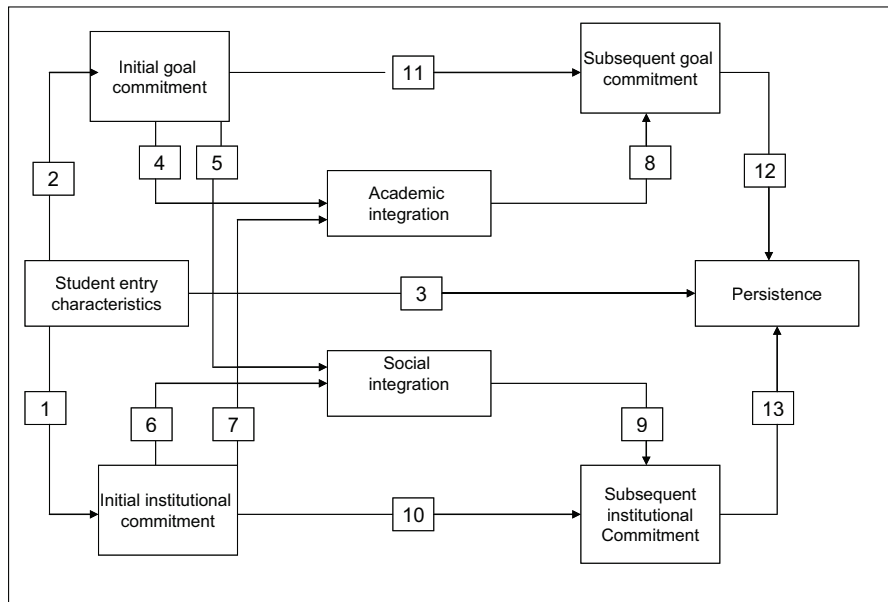 Initial goal
commitment
11
Subsequent goal
commitment
4
5
8
2
12
Academic
integration
Student entry
characteristics
3
Persistence
Social
integration
1
6
7
9
13
Initial institutional
commitment
10
Subsequent
institutional
Commitment